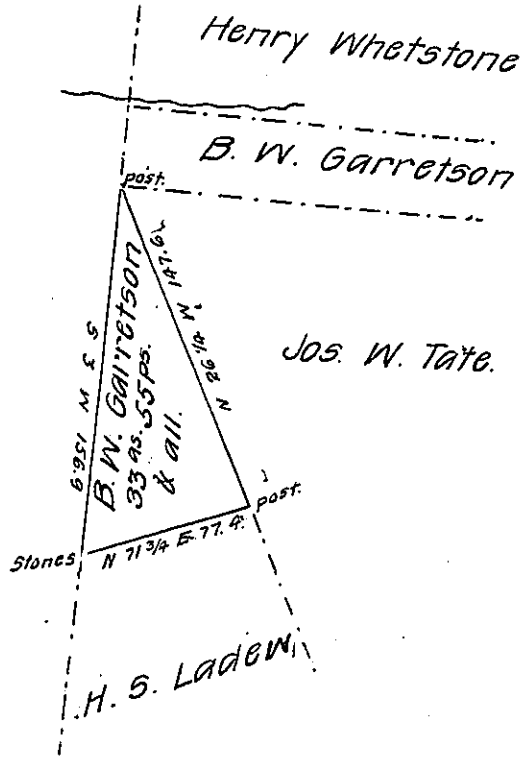 Henry Whetstone
B. W. Garretson
post.
N 26 1/4 W 147.6
S 3 W 156.9
B. W. Garretson
33 as. 55 ps.
& all.
Jos. W. Tate.
post.
Stones
N 71 3/4 E. 77.4.
H. S. Ladew